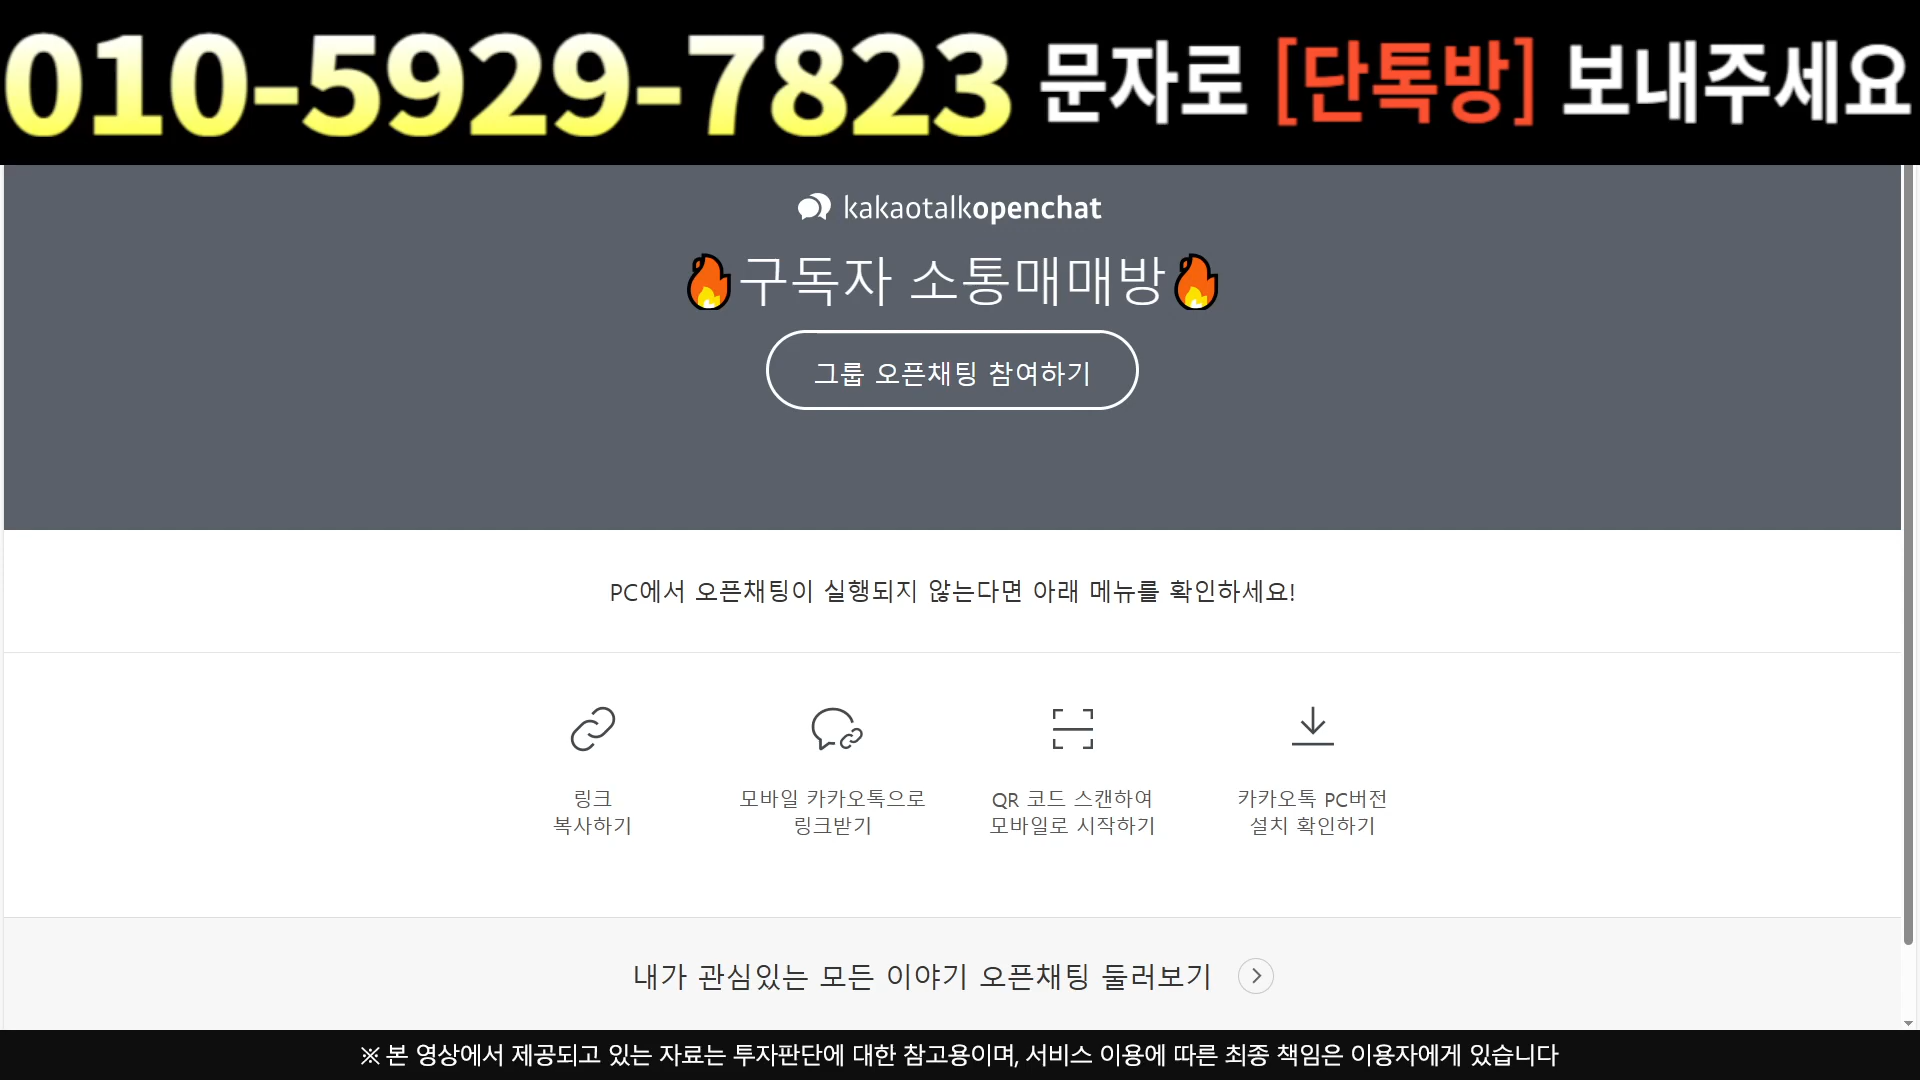 010-5929-7823 문자로 [단톡방] 보내주세요
kakaotalkopenchat
🔥구독자 소통매매방🔥
그룹 오픈채팅 참여하기
PC에서 오픈채팅이 실행되지 않는다면 아래 메뉴를 확인하세요!
링크
복사하기
모바일 카카오톡으로
링크받기
QR 코드 스캔하여
모바일로 시작하기
카카오톡 PC버전
설치 확인하기
내가 관심있는 모든 이야기 오픈채팅 둘러보기
※ 본 영상에서 제공되고 있는 자료는 투자판단에 대한 참고용이며, 서비스 이용에 따른 최종 책임은 이용자에게 있습니다